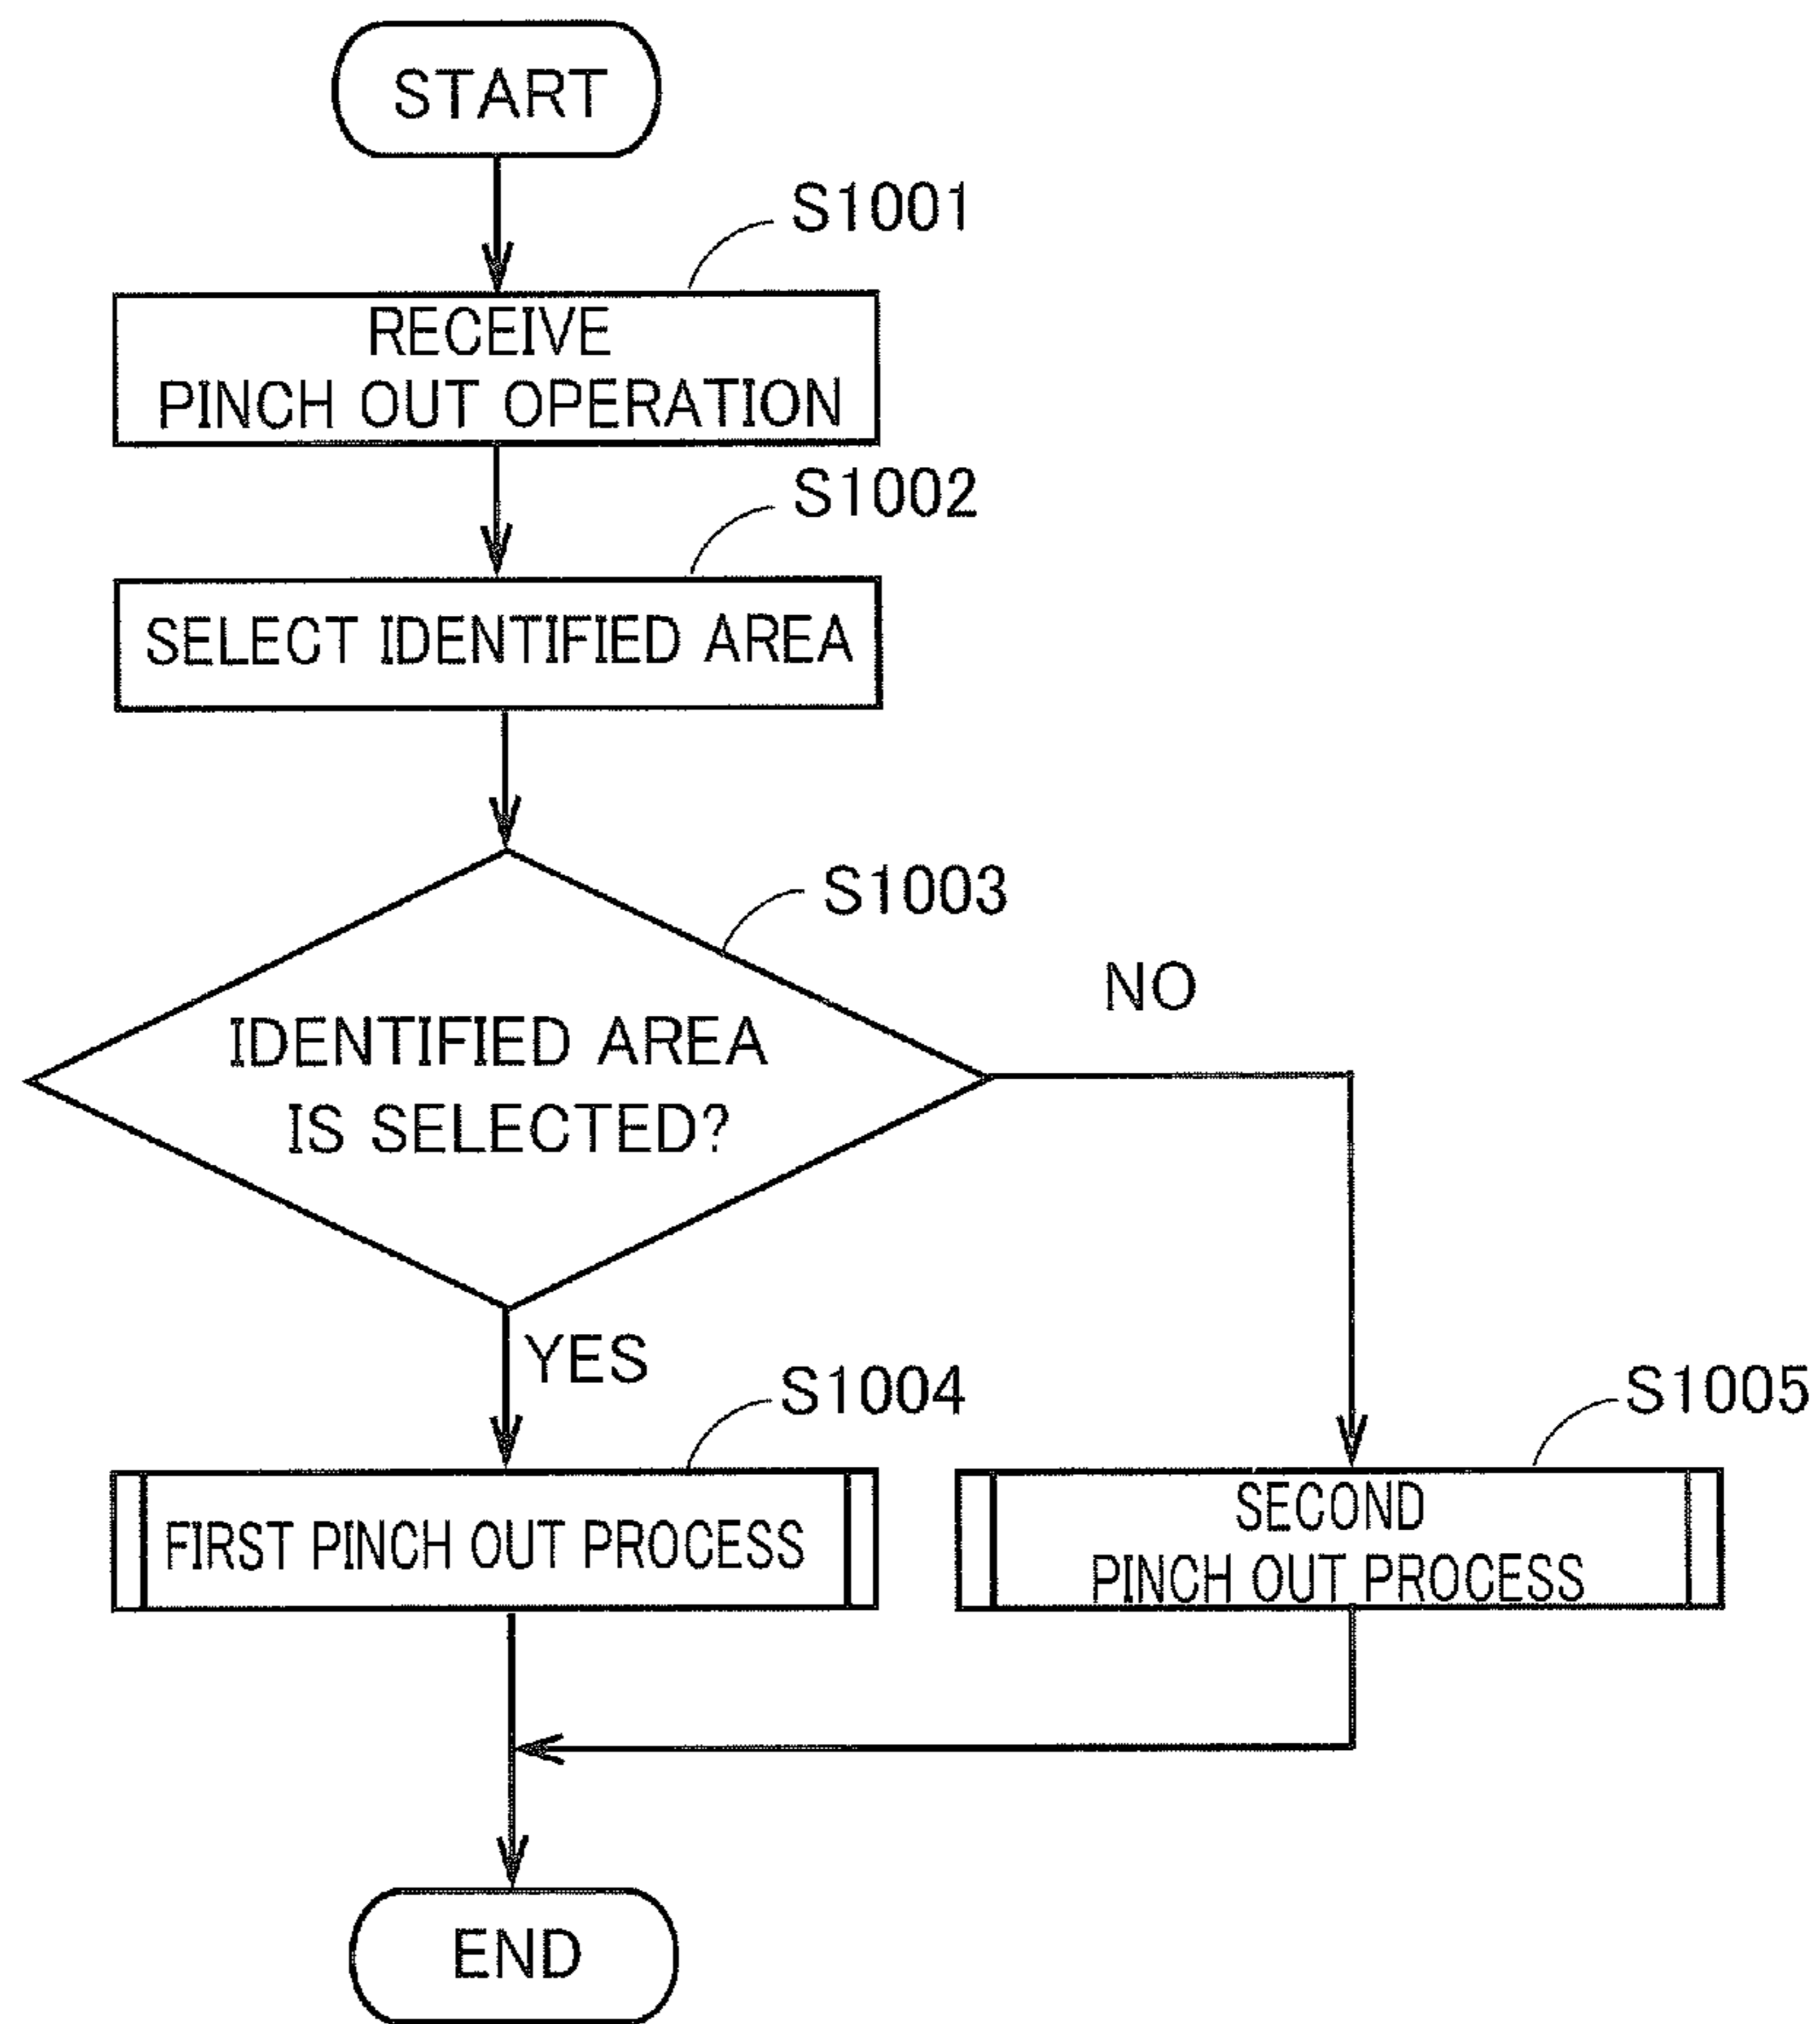 START
S1001
RECEIVE
PINCH OUT OPERATION
S1002
SELECT IDENTIFIED AREA
S1003
IDENTIFIED AREA
IS SELECTED?
NO
YES
S1004
FIRST PINCH OUT PROCESS
S1005
SECOND
PINCH OUT PROCESS
END